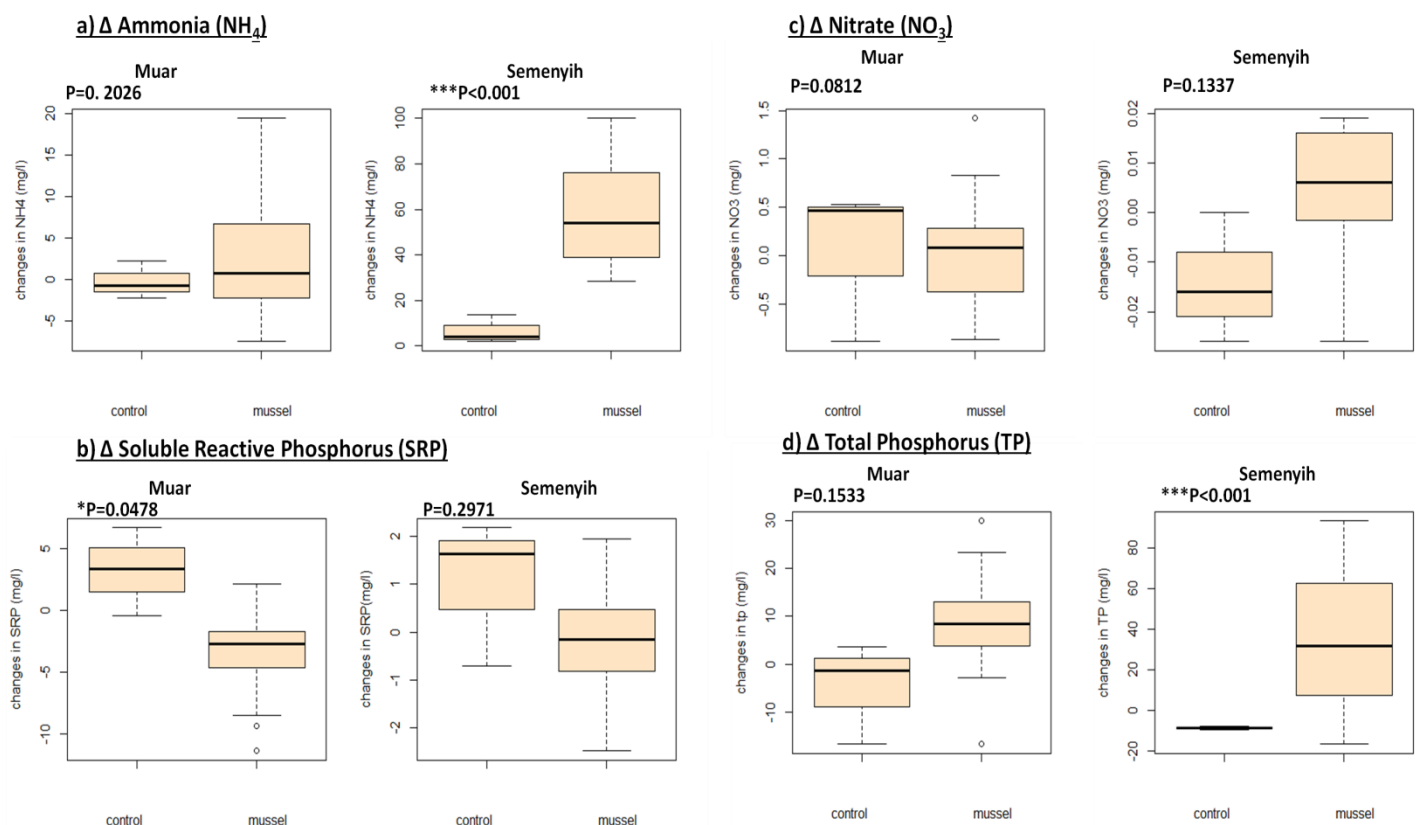 a) Δ Ammonia (NH4)
Muar
P=0. 2026
changes in NH4 (mg/l)
20
15
10
5
0
-5
control
mussel
Semenyih
***P<0.001
changes in NH4 (mg/l)
100
80
60
40
20
0
control
mussel
b) Δ Soluble Reactive Phosphorus (SRP)
Muar
*P=0.0478
changes in SRP (mg/l)
5
0
-5
-10
control
mussel
Semenyih
P=0.2971
changes in SRP(mg/l)
2
1
0
-1
-2
control
mussel
c) Δ Nitrate (NO3)
Muar
P=0.0812
changes in NO3 (mg/l)
1.5
1.0
0.5
0.0
-0.5
control
mussel
Semenyih
P=0.1337
changes in NO3 (mg/l)
0.02
0.01
0.00
-0.01
-0.02
control
mussel
d) Δ Total Phosphorus (TP)
Muar
P=0.1533
changes in tp (mg/l)
30
20
10
0
-10
control
mussel
Semenyih
***P<0.001
changes in TP (mg/l)
80
60
40
20
0
-20
control
mussel